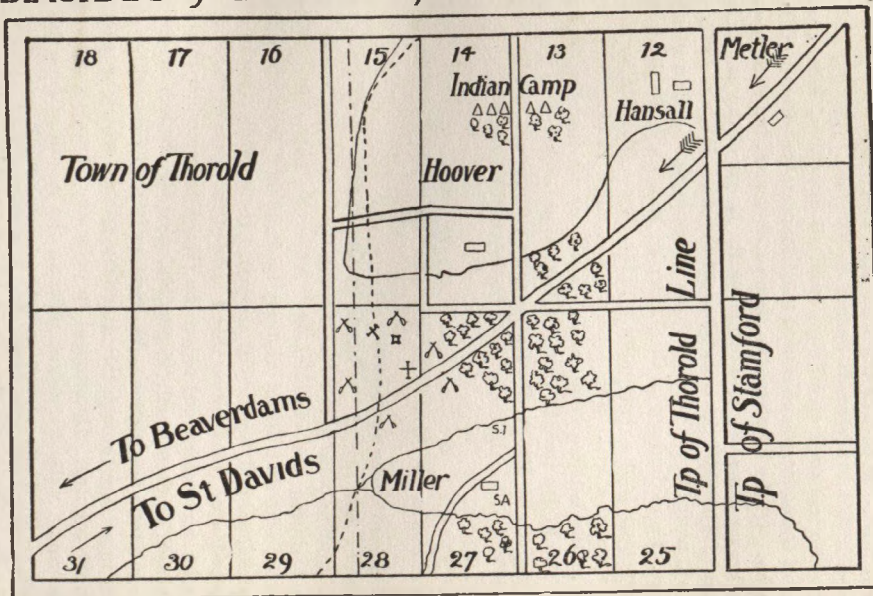 18 17 16 15 14 13 12 Metler
Indian Camp
Hansall
Town of Thorold
Hoover
Tp of Thorold Line
Tp of Stamford
To Beaverdams
To St Davids
S.J
Miller
SA
31 30 29 28 27 26 25